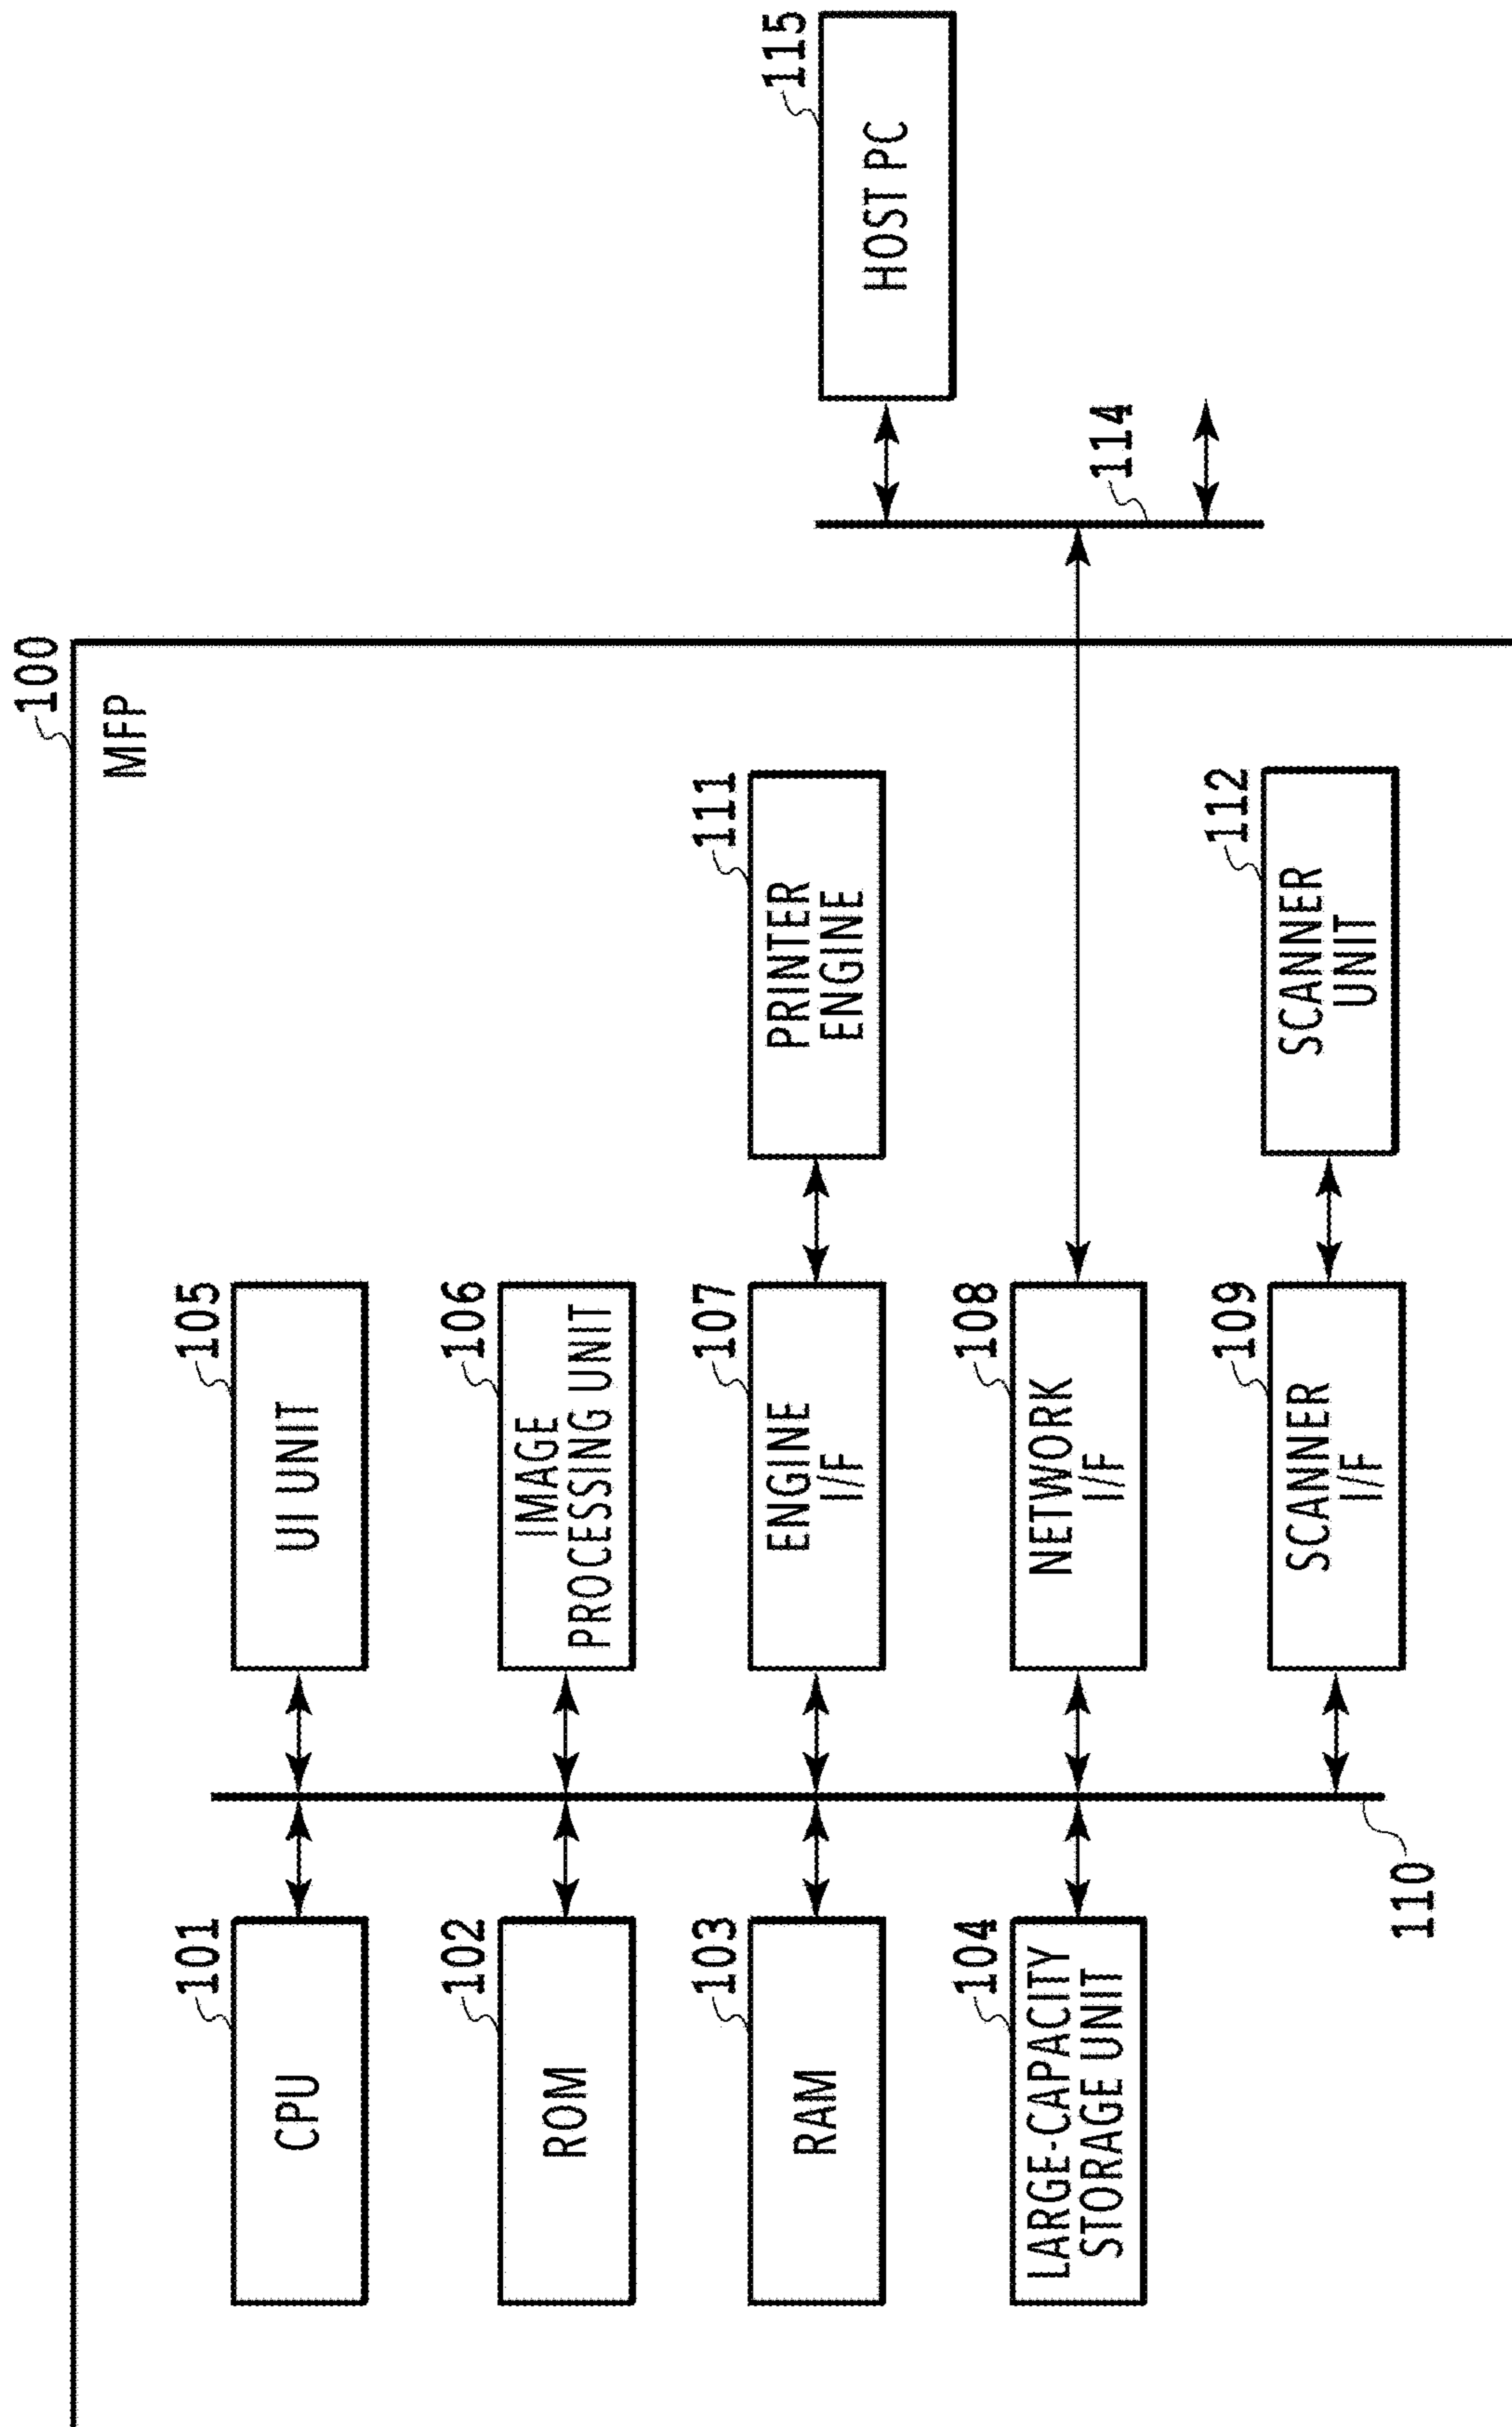 100
MFP
101
CPU
102
ROM
103
RAM
104
LARGE-CAPACITY
STORAGE UNIT
110
105
UI UNIT
106
IMAGE
PROCESSING UNIT
107
ENGINE
I/F
108
NETWORK
I/F
109
SCANNER
I/F
111
PRINTER
ENGINE
112
SCANNER
UNIT
114
115
HOST PC